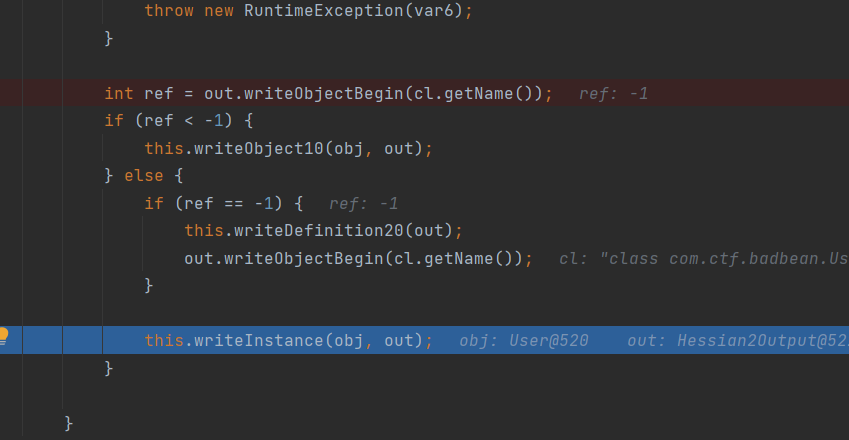 throw new RuntimeException(var6);
}
int ref = out.writeObjectBegin(cl.getName()); ref: -1
if (ref < -1) {
this.writeObject10(obj, out);
} else {
if (ref == -1) { ref: -1
this.writeDefinition20(out);
out.writeObjectBegin(cl.getName()); cl: "class com.ctf.badbean.Us
}
this.writeInstance(obj, out); obj: User@520 out: Hessian2Output@52
}
}